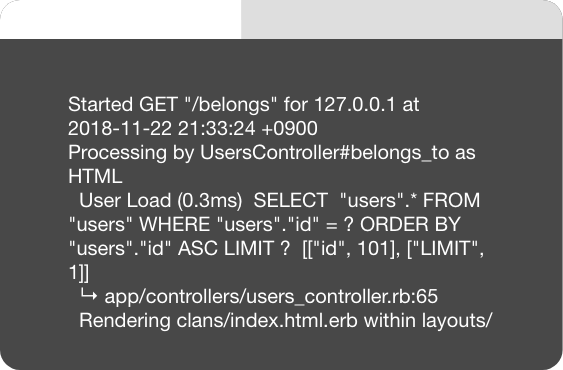 Started GET "/belongs" for 127.0.0.1 at
2018-11-22 21:33:24 +0900
Processing by UsersController#belongs_to as
HTML
  User Load (0.3ms)  SELECT  "users".* FROM
"users" WHERE "users"."id" = ? ORDER BY
"users"."id" ASC LIMIT ?  [["id", 101], ["LIMIT",
1]]
  ↳ app/controllers/users_controller.rb:65
  Rendering clans/index.html.erb within layouts/